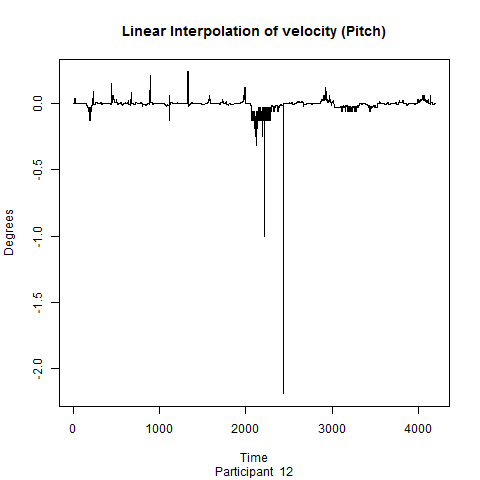 Linear Interpolation of velocity (Pitch)
0.0
-0.5
-1.0
-1.5
-2.0
Degrees
0 1000 2000 3000 4000
Time
Participant 12